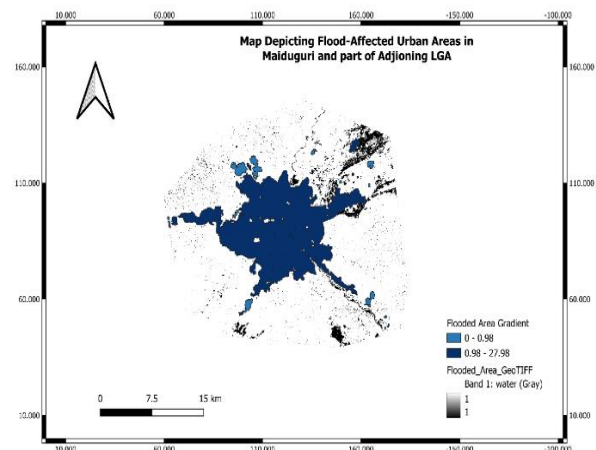 10.000 60.000 110.000 160.000 -150.000 -100.000
Map Depicting Flood-Affected Urban Areas in
Maiduguri and part of Adjioning LGA
160.000 160.000
110.000 110.000
60.000 60.000
Flooded Area Gradient
0 - 0.98
0.98 - 27.98
Flooded_Area_GeoTIFF
Band 1: water (Gray)
1
1
0 7.5 15 km
10.000 10.000
10.000 60.000 110.000 160.000 -150.000 -100.000